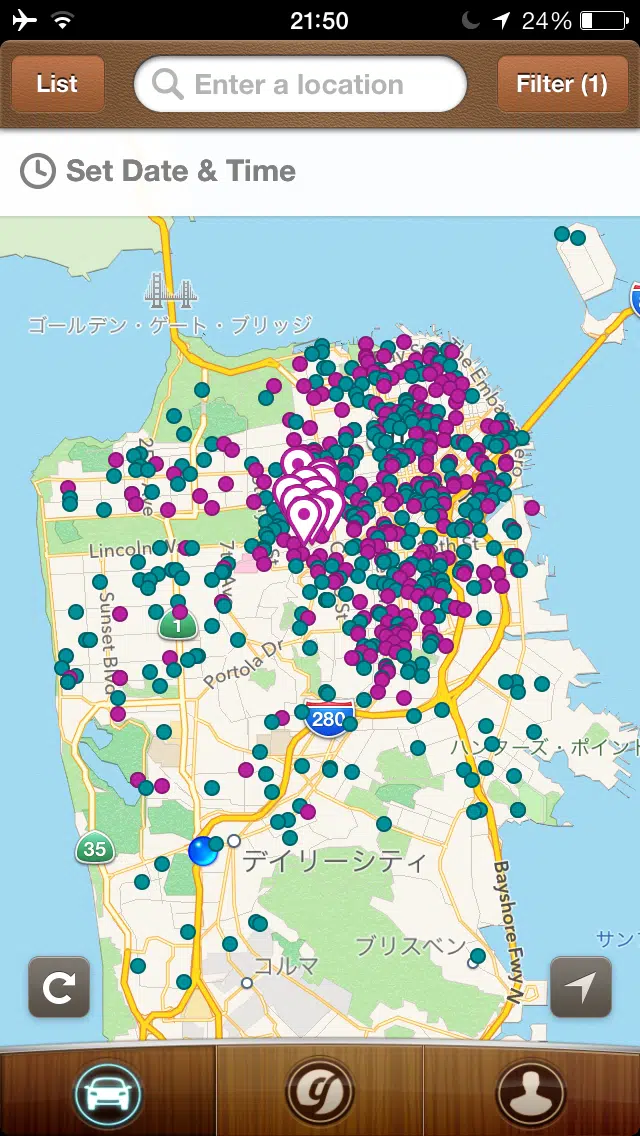 21:50
24%
List
Enter a location
Filter (1)
Set Date & Time
ゴールデン・ゲート・ブリッジ
Lincoln W
Sunset Blvd
Portola Dr
1
280
ハンターズ・ポイント
35
デイリーシティ
Bayshore Fwy N
ブリスベン
コルマ
g